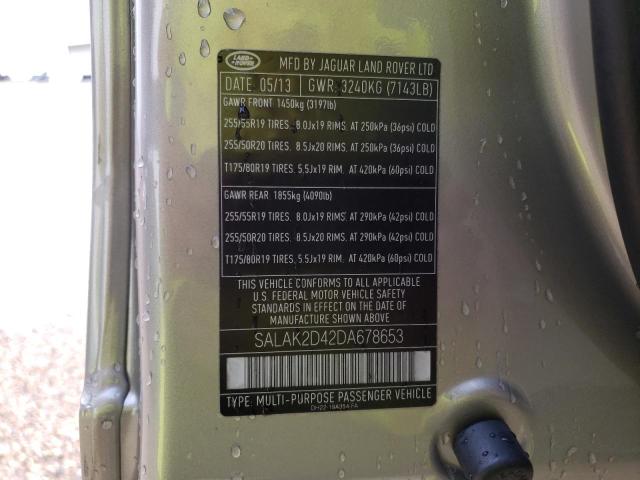 LAND-
ROVER
MFD BY JAGUAR LAND ROVER LTD
DATE: 05/13 GWR: 3240KG (7143LB)
GAWR FRONT 1450kg (3197lb)
255/55R19 TIRES. 8.0Jx19 RIMS. AT 250kPa (36psi) COLD
255/50R20 TIRES. 8.5Jx20 RIMS. AT 250kPa (36psi) COLD
T175/80R19 TIRES. 5.5Jx19 RIM. AT 420kPa (60psi) COLD
GAWR REAR 1855kg (4090lb)
255/55R19 TIRES. 8.0Jx19 RIMS. AT 290kPa (42psi) COLD
255/50R20 TIRES. 8.5Jx20 RIMS. AT 290kPa (42psi) COLD
T175/80R19 TIRES. 5.5Jx19 RIM. AT 420kPa (60psi) COLD
THIS VEHICLE CONFORMS TO ALL APPLICABLE
U.S. FEDERAL MOTOR VEHICLE SAFETY
STANDARDS IN EFFECT ON THE DATE OF
MANUFACTURE SHOWN ABOVE.
SALAK2D42DA678653
TYPE: MULTI-PURPOSE PASSENGER VEHICLE
DH22-19A354-FA